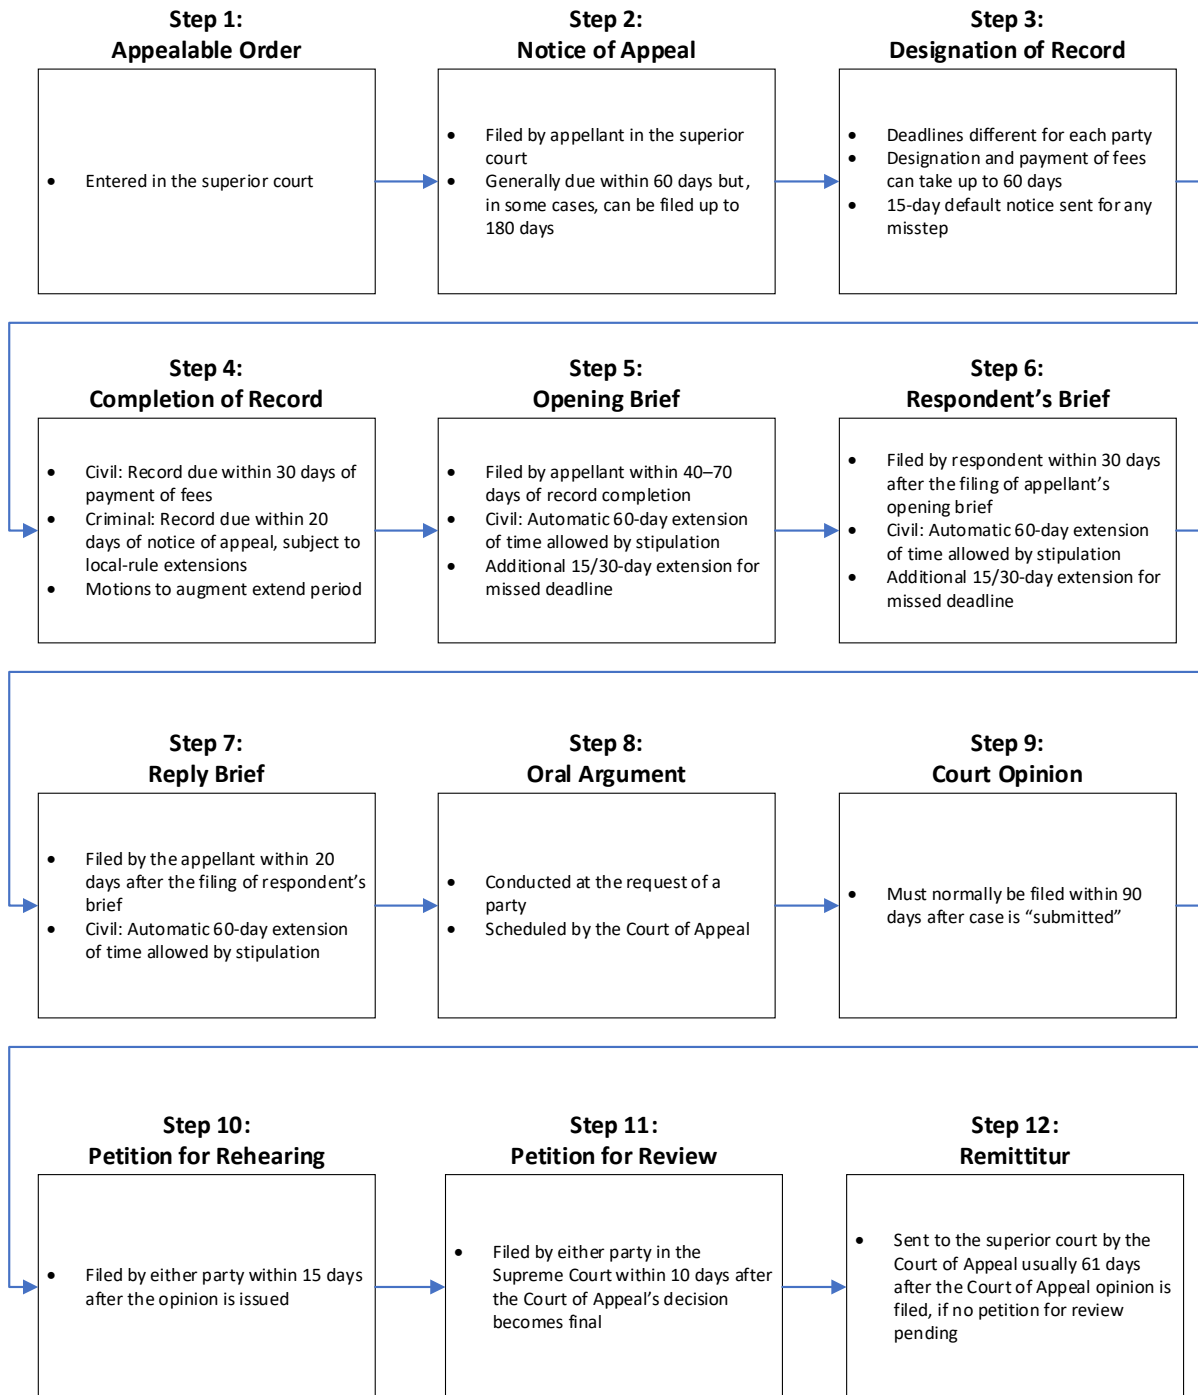 Step 1:
Appealable Order
• Entered in the superior court
Step 2:
Notice of Appeal
• Filed by appellant in the superior
court
• Generally due within 60 days but,
in some cases, can be filed up to
180 days
Step 3:
Designation of Record
• Deadlines different for each party
• Designation and payment of fees
can take up to 60 days
• 15-day default notice sent for any
misstep
Step 4:
Completion of Record
• Civil: Record due within 30 days of
payment of fees
• Criminal: Record due within 20
days of notice of appeal, subject to
local-rule extensions
• Motions to augment extend period
Step 5:
Opening Brief
• Filed by appellant within 40–70
days of record completion
• Civil: Automatic 60-day extension
of time allowed by stipulation
• Additional 15/30-day extension for
missed deadline
Step 6:
Respondent’s Brief
• Filed by respondent within 30 days
after the filing of appellant’s
opening brief
• Civil: Automatic 60-day extension
of time allowed by stipulation
• Additional 15/30-day extension for
missed deadline
Step 7:
Reply Brief
• Filed by the appellant within 20
days after the filing of respondent’s
brief
• Civil: Automatic 60-day extension
of time allowed by stipulation
Step 8:
Oral Argument
• Conducted at the request of a
party
• Scheduled by the Court of Appeal
Step 9:
Court Opinion
• Must normally be filed within 90
days after case is “submitted”
Step 10:
Petition for Rehearing
• Filed by either party within 15 days
after the opinion is issued
Step 11:
Petition for Review
• Filed by either party in the
Supreme Court within 10 days after
the Court of Appeal’s decision
becomes final
Step 12:
Remittitur
• Sent to the superior court by the
Court of Appeal usually 61 days
after the Court of Appeal opinion is
filed, if no petition for review
pending